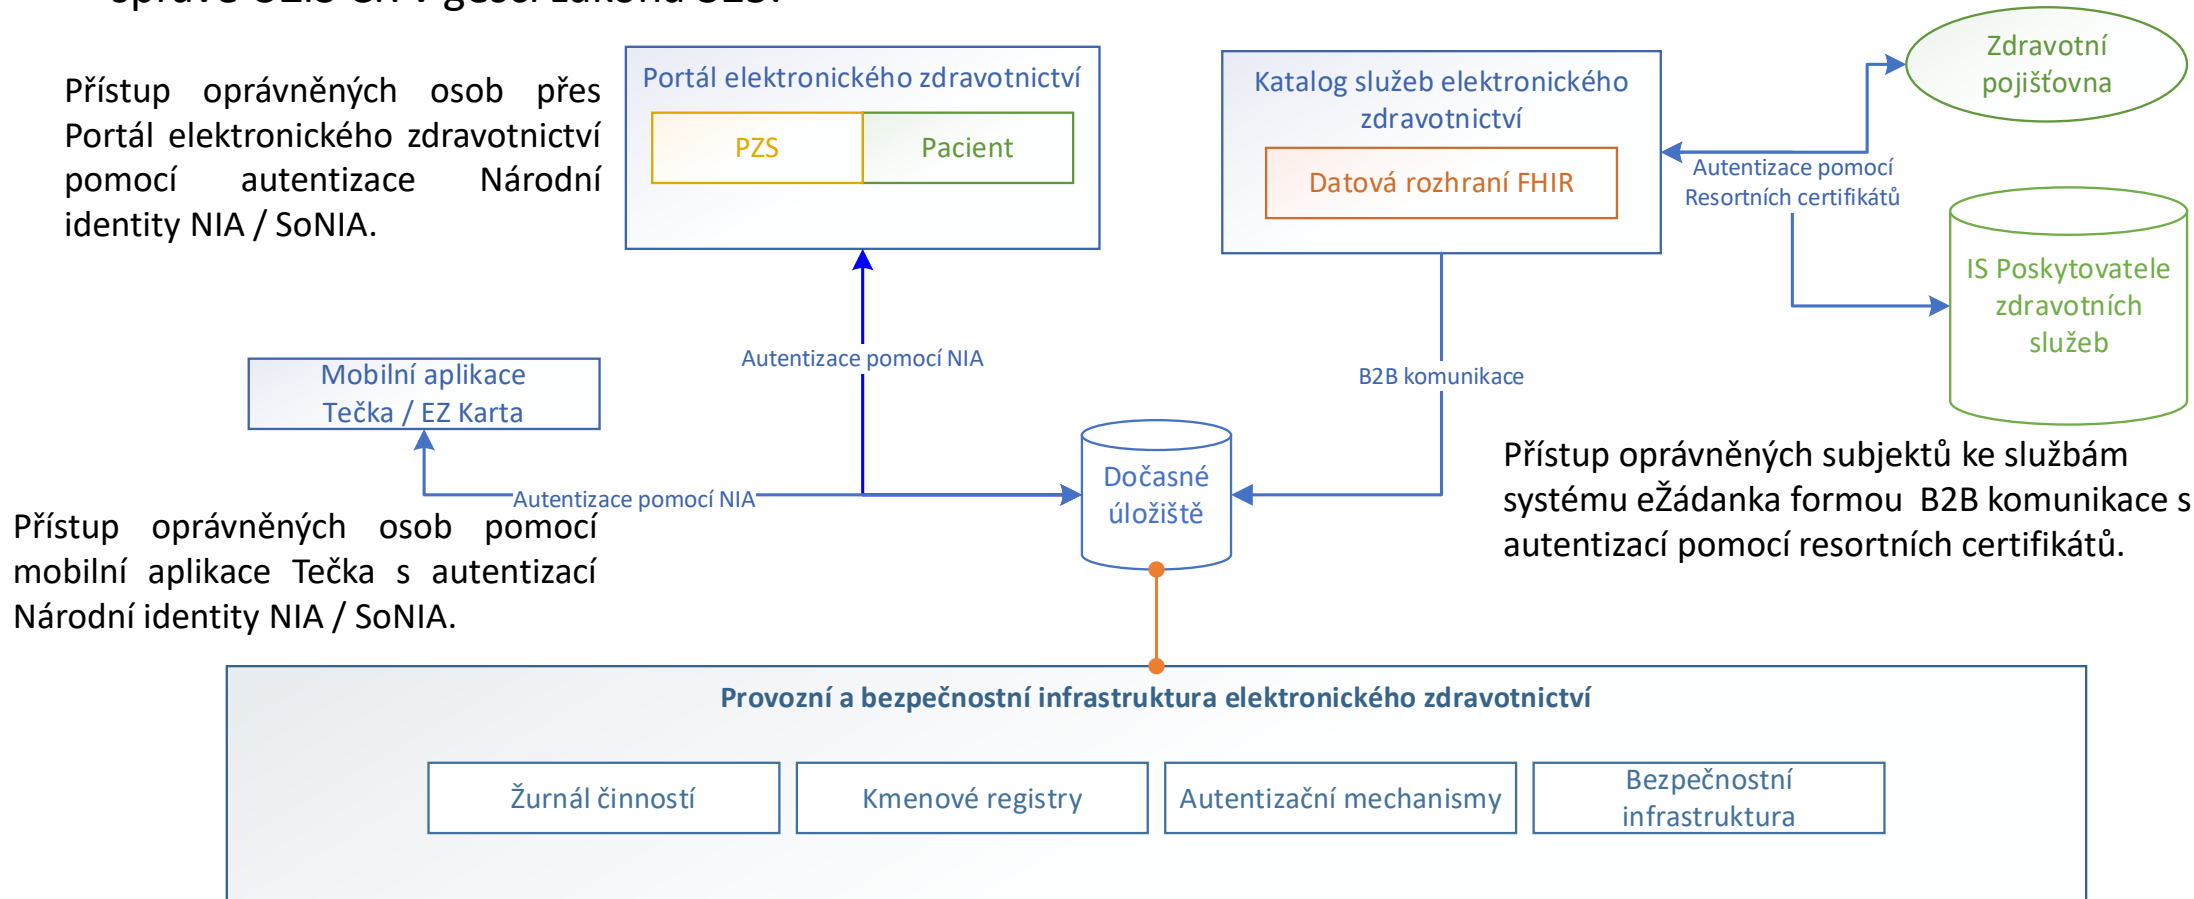 Přístup oprávněných osob přes
Portál elektronického zdravotnictví
pomocí autentizace Národní
identity NIA / SoNIA.
Portál elektronického zdravotnictví
PZS
Pacient
Katalog služeb elektronického
zdravotnictví
Datová rozhraní FHIR
Zdravotní
pojišťovna
Autentizace pomocí
Resortních certifikátů
IS Poskytovatele
zdravotních
služeb
Autentizace pomocí NIA
B2B komunikace
Mobilní aplikace
Tečka / EZ Karta
Autentizace pomocí NIA
Dočasné
úložiště
Přístup oprávněných osob pomocí
mobilní aplikace Tečka s autentizací
Národní identity NIA / SoNIA.
Přístup oprávněných subjektů ke službám
systému eŽádanka formou B2B komunikace s
autentizací pomocí resortních certifikátů.
Provozní a bezpečnostní infrastruktura elektronického zdravotnictví
Žurnál činností
Kmenové registry
Autentizační mechanismy
Bezpečnostní
infrastruktura